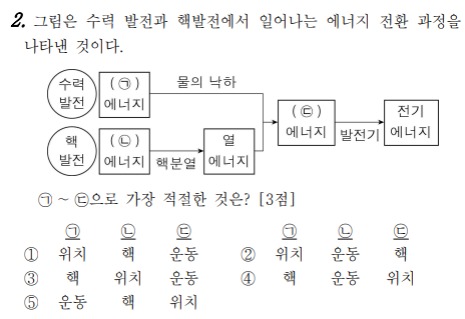 2. 그림은 수력 발전과 핵발전에서 일어나는 에너지 전환 과정을
나타낸 것이다.
수력 발전
( ㉠ ) 에너지
물의 낙하
핵 발전
( ㉡ ) 에너지
핵분열
열 에너지
( ㉢ ) 에너지
발전기
전기 에너지
㉠ ~ ㉢으로 가장 적절한 것은? [3점]
㉠ ㉡ ㉢ ㉠ ㉡ ㉢
① 위치 핵 운동 ② 위치 운동 핵
③ 핵 위치 운동 ④ 핵 운동 위치
⑤ 운동 핵 위치